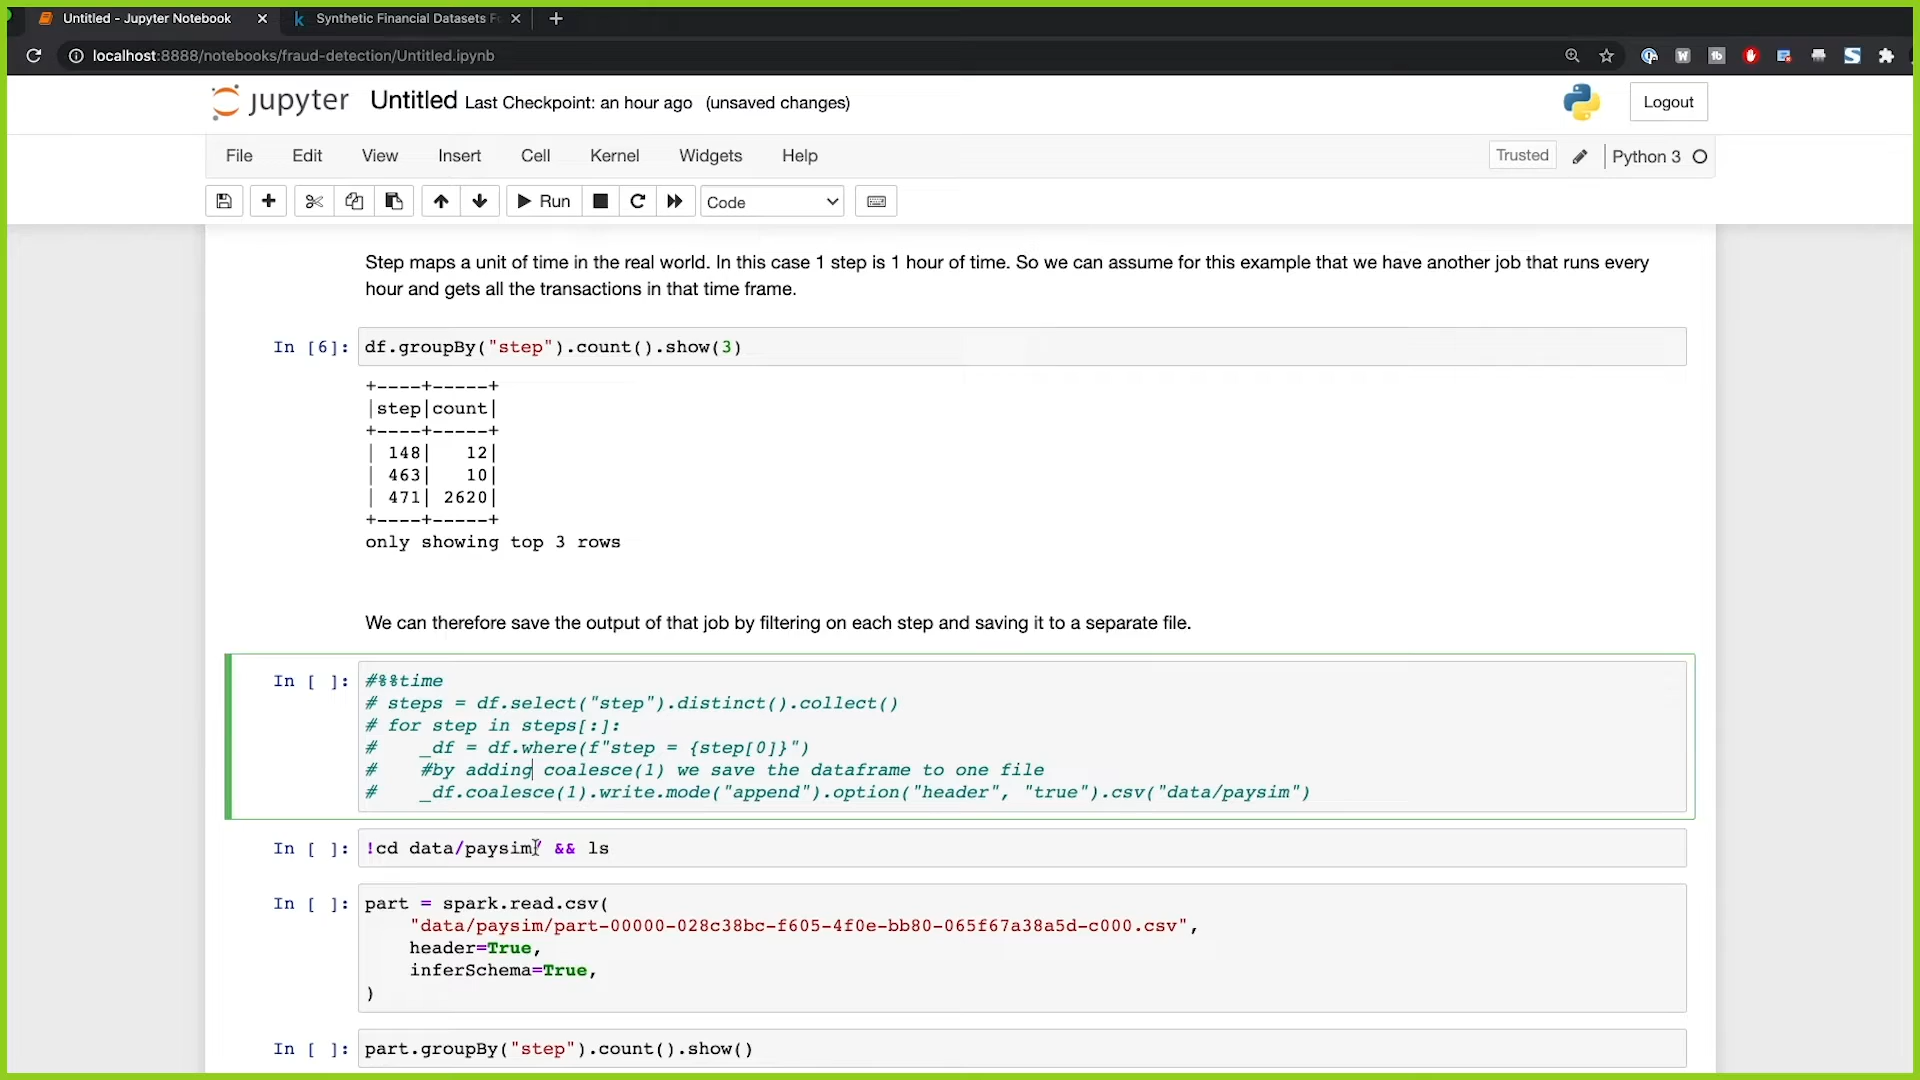 Untitled - Jupyter Notebook
Synthetic Financial Datasets F
localhost:8888/notebooks/fraud-detection/Untitled.ipynb
jupyter Untitled Last Checkpoint: an hour ago (unsaved changes)
Logout
File Edit View Insert Cell Kernel Widgets Help
Trusted Python 3
Run Code
Step maps a unit of time in the real world. In this case 1 step is 1 hour of time. So we can assume for this example that we have another job that runs every
hour and gets all the transactions in that time frame.
In [6]: df.groupBy("step").count().show(3)
+----+-----+
|step|count|
+----+-----+
| 148|   12|
| 463|   10|
| 471| 2620|
+----+-----+
only showing top 3 rows
We can therefore save the output of that job by filtering on each step and saving it to a separate file.
In [ ]: #%%time
# steps = df.select("step").distinct().collect()
# for step in steps[:]:
#    _df = df.where(f"step = {step[0]}")
#    #by adding coalesce(1) we save the dataframe to one file
#    _df.coalesce(1).write.mode("append").option("header", "true").csv("data/paysim")
In [ ]: !cd data/paysim/ && ls
In [ ]: part = spark.read.csv(
    "data/paysim/part-00000-028c38bc-f605-4f0e-bb80-065f67a38a5d-c000.csv",
    header=True,
    inferSchema=True,
)
In [ ]: part.groupBy("step").count().show()